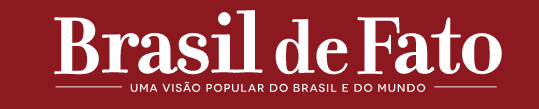 Brasil de Fato
UMA VISÃO POPULAR DO BRASIL E DO MUNDO